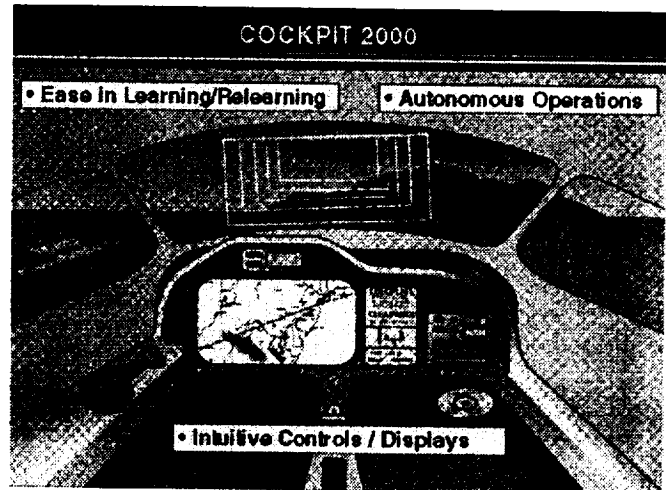 COCKPIT 2000
• Ease in Learning/Relearning
• Autonomous Operations
• Intuitive Controls / Displays